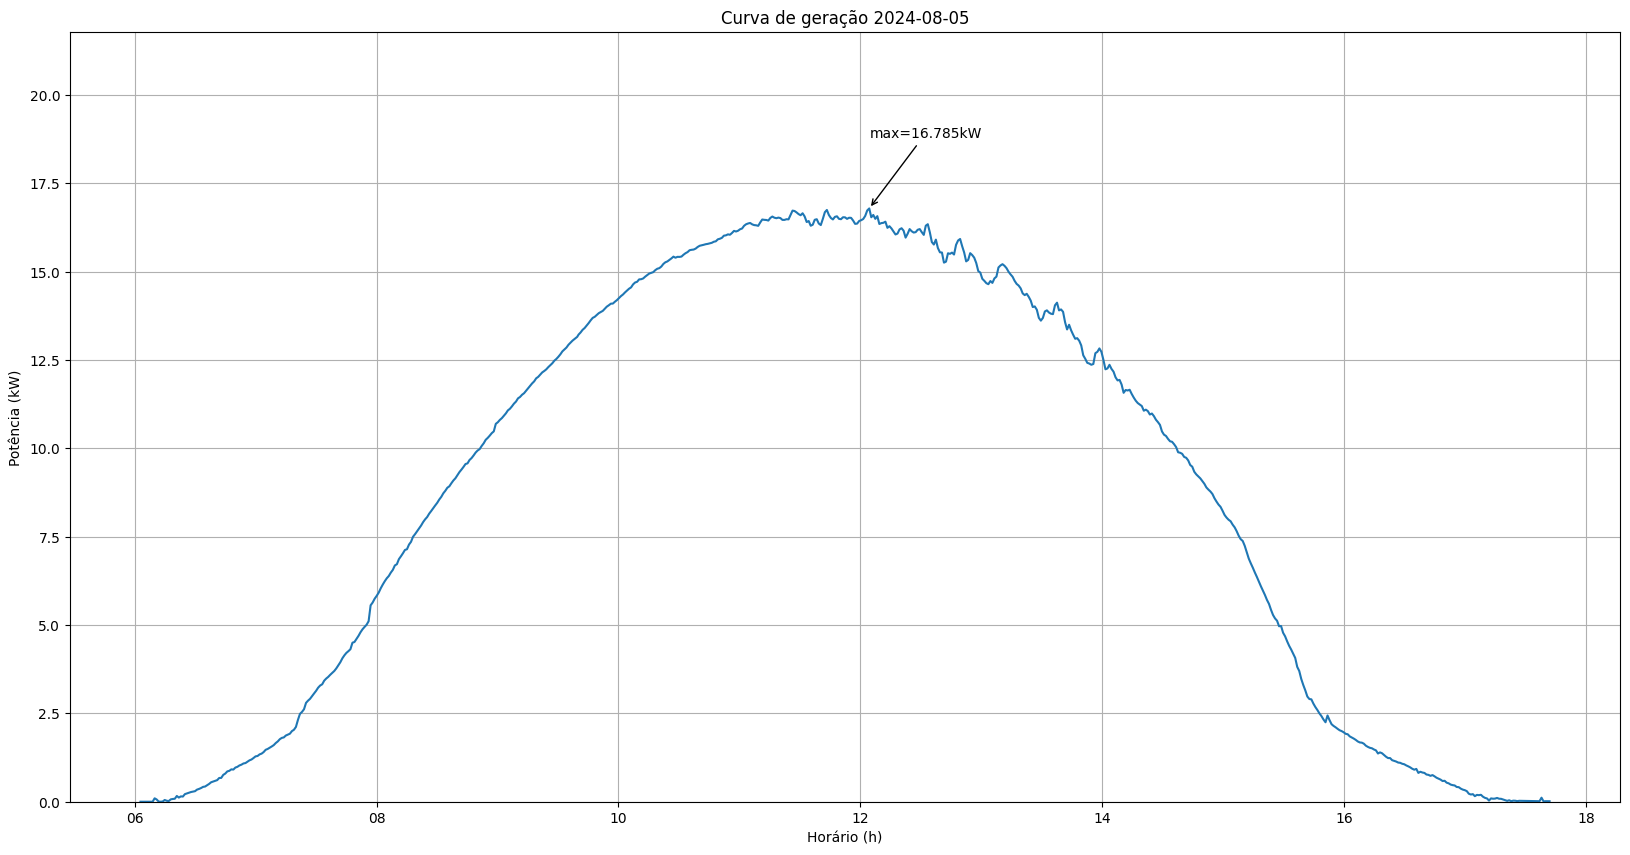 Curva de geração 2024-08-05
20.0
max=16.785kW
17.5
15.0
12.5
10.0
7.5
5.0
2.5
0.0
Potência (kW)
06 08 10 12 14 16 18
Horário (h)